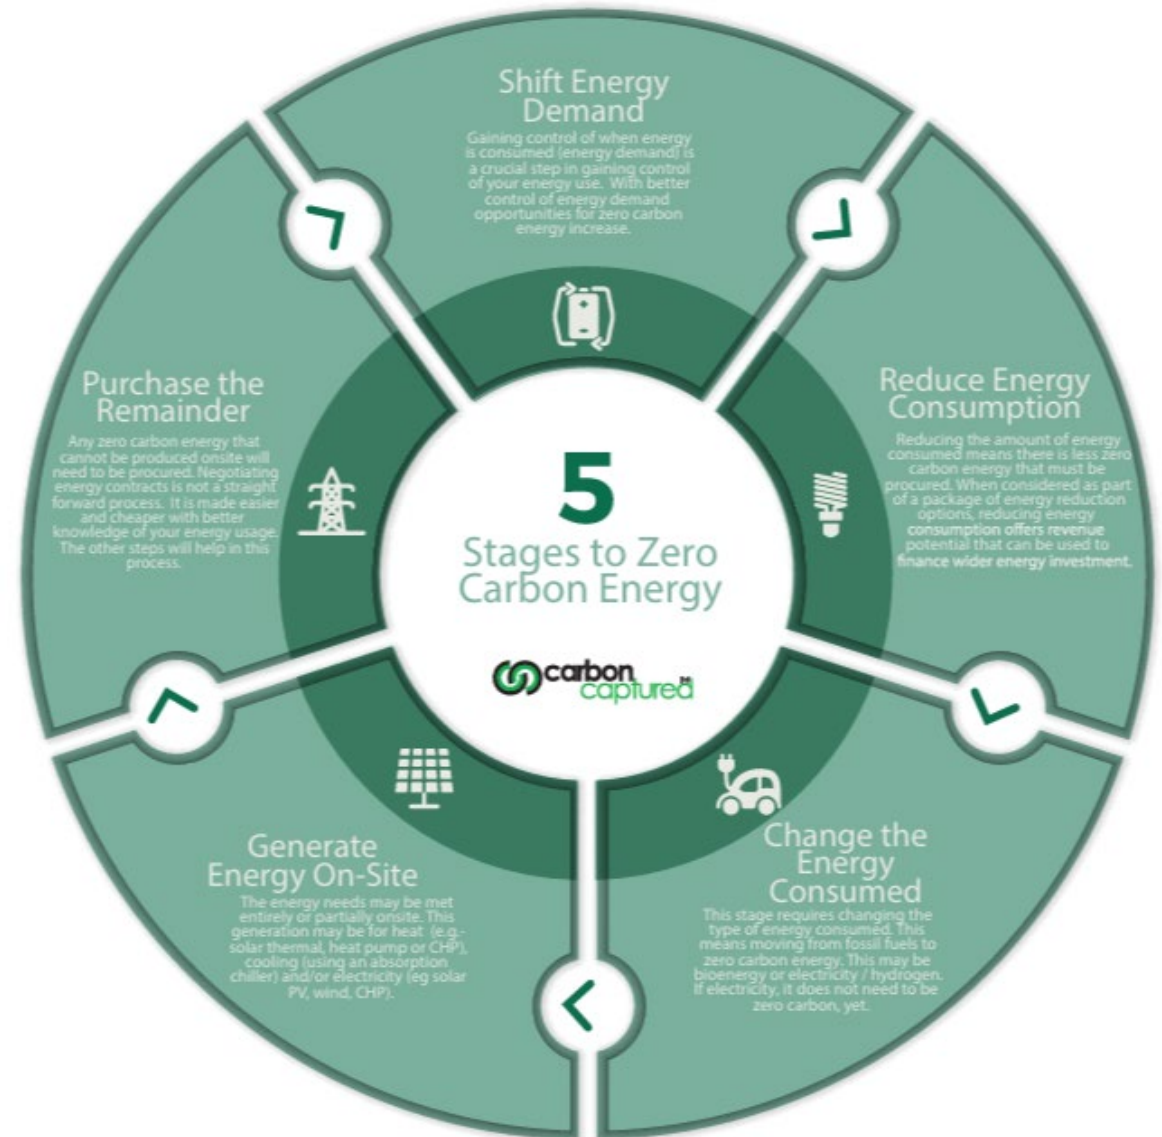 Shift Energy
Demand
Gaining control of when energy
is consumed (energy demand) is
a crucial step in gaining control
of your energy use. With better
control of energy demand
opportunities for zero carbon
energy increase.
Reduce Energy
Consumption
Reducing the amount of energy
consumed means there is less zero
carbon energy that must be
procured. When considered as part
of a package of energy reduction
options, reducing energy
consumption offers revenue
potential that can be used to
finance wider energy investment.
Change the
Energy
Consumed
This stage requires changing the
type of energy consumed. This
means moving from fossil fuels to
zero carbon energy. This may be
bioenergy or electricity / hydrogen.
If electricity, it does not need to be
zero carbon, yet.
Generate
Energy On-Site
The energy needs may be met
entirely or partially onsite. This
generation may be for heat (e.g.-
solar thermal, heat pump or CHP),
cooling (using an absorption
chiller) and/or electricity (eg solar
PV, wind, CHP).
Purchase the
Remainder
Any zero carbon energy that
cannot be produced onsite will
need to be procured. Negotiating
energy contracts is not a straight
forward process. It is made easier
and cheaper with better
knowledge of your energy usage.
The other steps will help in this
process.
5
Stages to Zero
Carbon Energy
carbon
captured